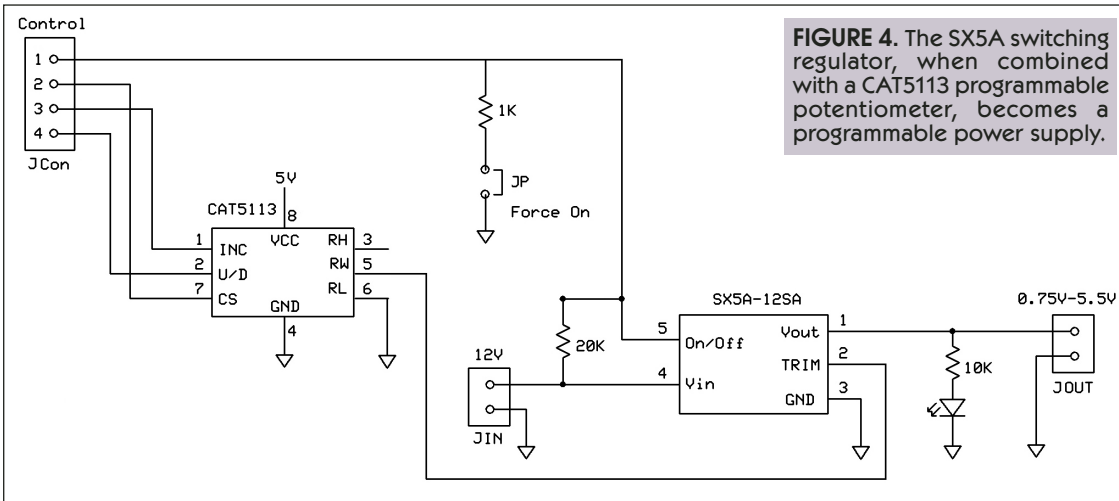 Control
1
2
3
4
JCon
FIGURE 4. The SX5A switching
regulator, when combined
with a CAT5113 programmable
potentiometer, becomes a
programmable power supply.
1K
JP
Force On
5V
CAT5113
8
VCC
1 INC
2 U/D
7 CS
RH 3
RW 5
RL 6
GND
4
12V
JIN
20K
SX5A-12SA
5 On/Off
4 Vin
Vout 1
TRIM 2
GND 3
10K
0.75V-5.5V
JOUT